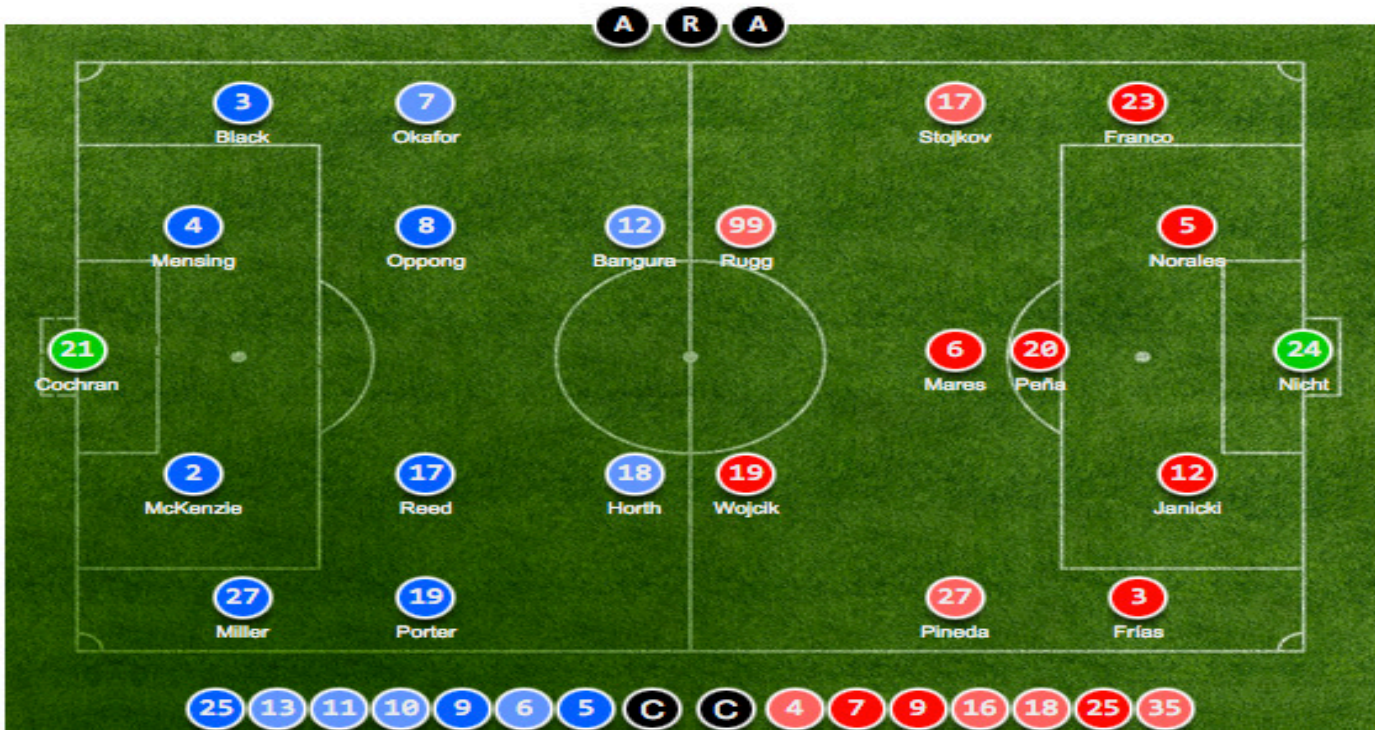 A R A
3 7 17 23
Black Okafor Stojkov Franco
4 8 12 99 5
Mensing Oppong Bangura Rugg Norales
21 6 20 24
Cochran Mares Peña Nicht
2 17 18 19 12
McKenzie Reed Horth Wojcik Janicki
27 19 27 3
Miller Porter Pineda Frías
25 13 11 10 9 6 5 C C 4 7 9 16 18 25 35